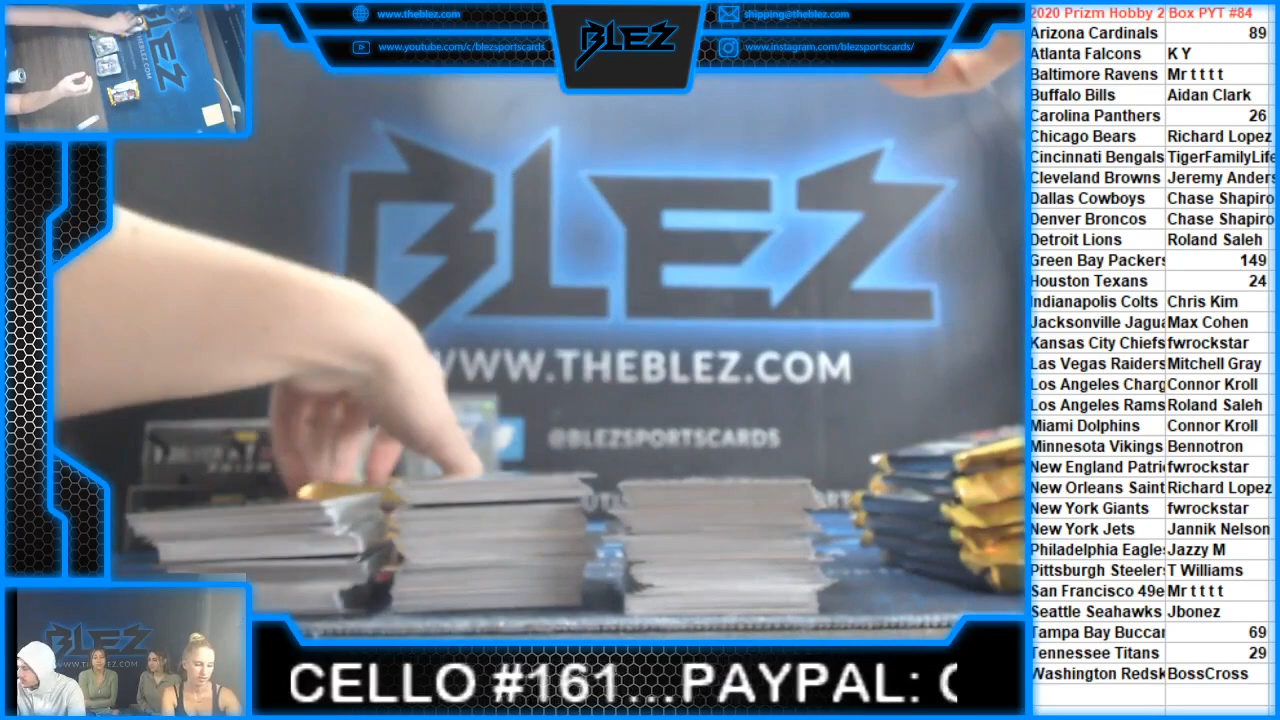 www.theblez.com
shipping@theblez.com
www.youtube.com/c/blezsportscards
www.instagram.com/blezsportscards/
BLEZ
BLEZ
WWW.THEBLEZ.COM
@BLEZSPORTSCARDS
BLEZ
CELLO #161...PAYPAL:
2020 Prizm Hobby 2 Box PYT #84
Arizona Cardinals 89
Atlanta Falcons K Y
Baltimore Ravens Mr t t t t
Buffalo Bills Aidan Clark
Carolina Panthers 26
Chicago Bears Richard Lopez
Cincinnati Bengals TigerFamilyLife
Cleveland Browns Jeremy Anders
Dallas Cowboys Chase Shapiro
Denver Broncos Chase Shapiro
Detroit Lions Roland Saleh
Green Bay Packers 149
Houston Texans 24
Indianapolis Colts Chris Kim
Jacksonville Jagua Max Cohen
Kansas City Chiefs fwrockstar
Las Vegas Raiders Mitchell Gray
Los Angeles Charg Connor Kroll
Los Angeles Rams Roland Saleh
Miami Dolphins Connor Kroll
Minnesota Vikings Bennotron
New England Patri fwrockstar
New Orleans Saint Richard Lopez
New York Giants fwrockstar
New York Jets Jannik Nelson
Philadelphia Eagle Jazzy M
Pittsburgh Steelers T Williams
San Francisco 49e Mr t t t t
Seattle Seahawks Jbonez
Tampa Bay Buccar 69
Tennessee Titans 29
Washington Redsk BossCross